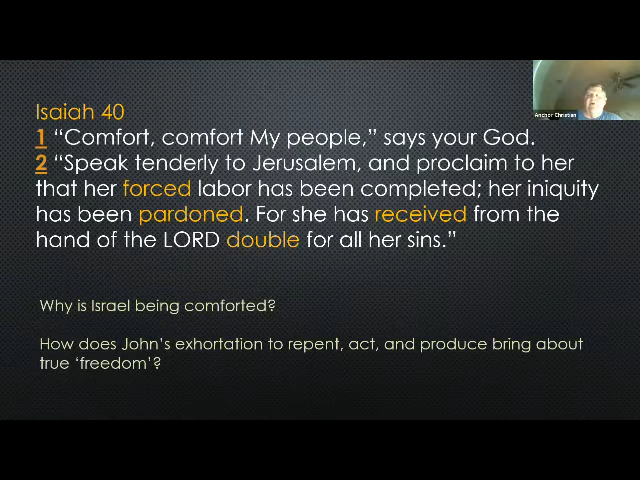 Anchor Christian
Isaiah 40
1 “Comfort, comfort My people,” says your God.
2 “Speak tenderly to Jerusalem, and proclaim to her
that her forced labor has been completed; her iniquity
has been pardoned. For she has received from the
hand of the LORD double for all her sins.”
Why is Israel being comforted?
How does John’s exhortation to repent, act, and produce bring about
true ‘freedom’?